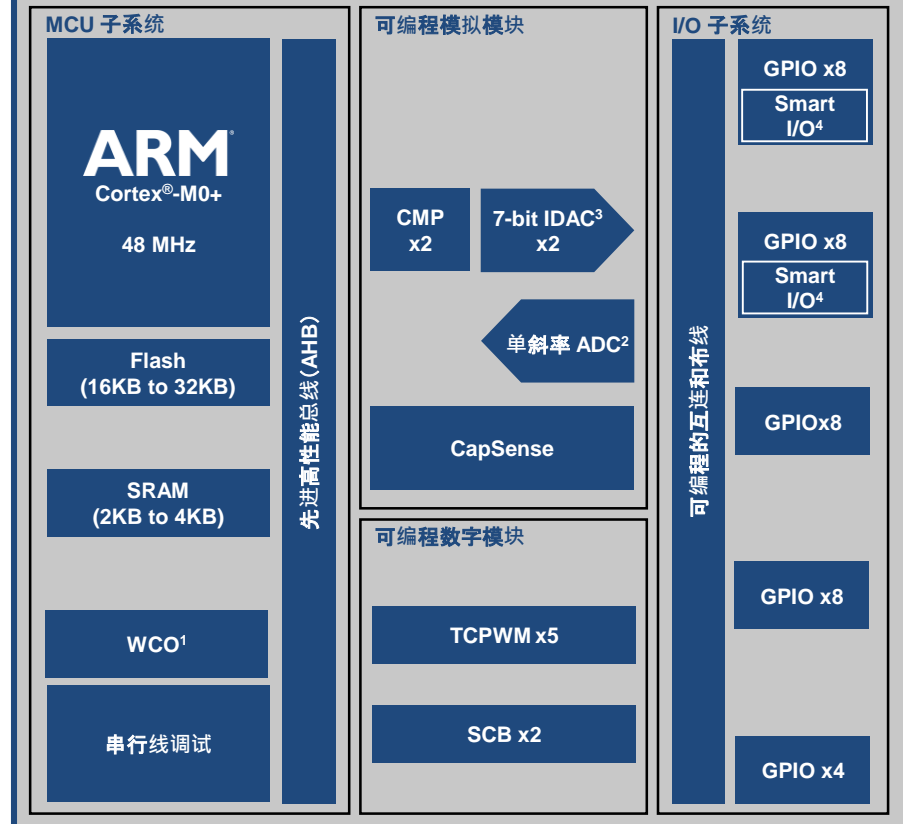 MCU 子系统
ARM®
Cortex®-M0+
48 MHz
Flash
(16KB to 32KB)
SRAM
(2KB to 4KB)
WCO1
串行线调试
先进高性能总线(AHB)
可编程模拟模块
CMP
x2
7-bit IDAC3
x2
单斜率 ADC2
CapSense
可编程数字模块
TCPWM x5
SCB x2
I/O 子系统
可编程的互连和布线
GPIO x8
Smart
I/O4
GPIO x8
Smart
I/O4
GPIOx8
GPIO x8
GPIO x4